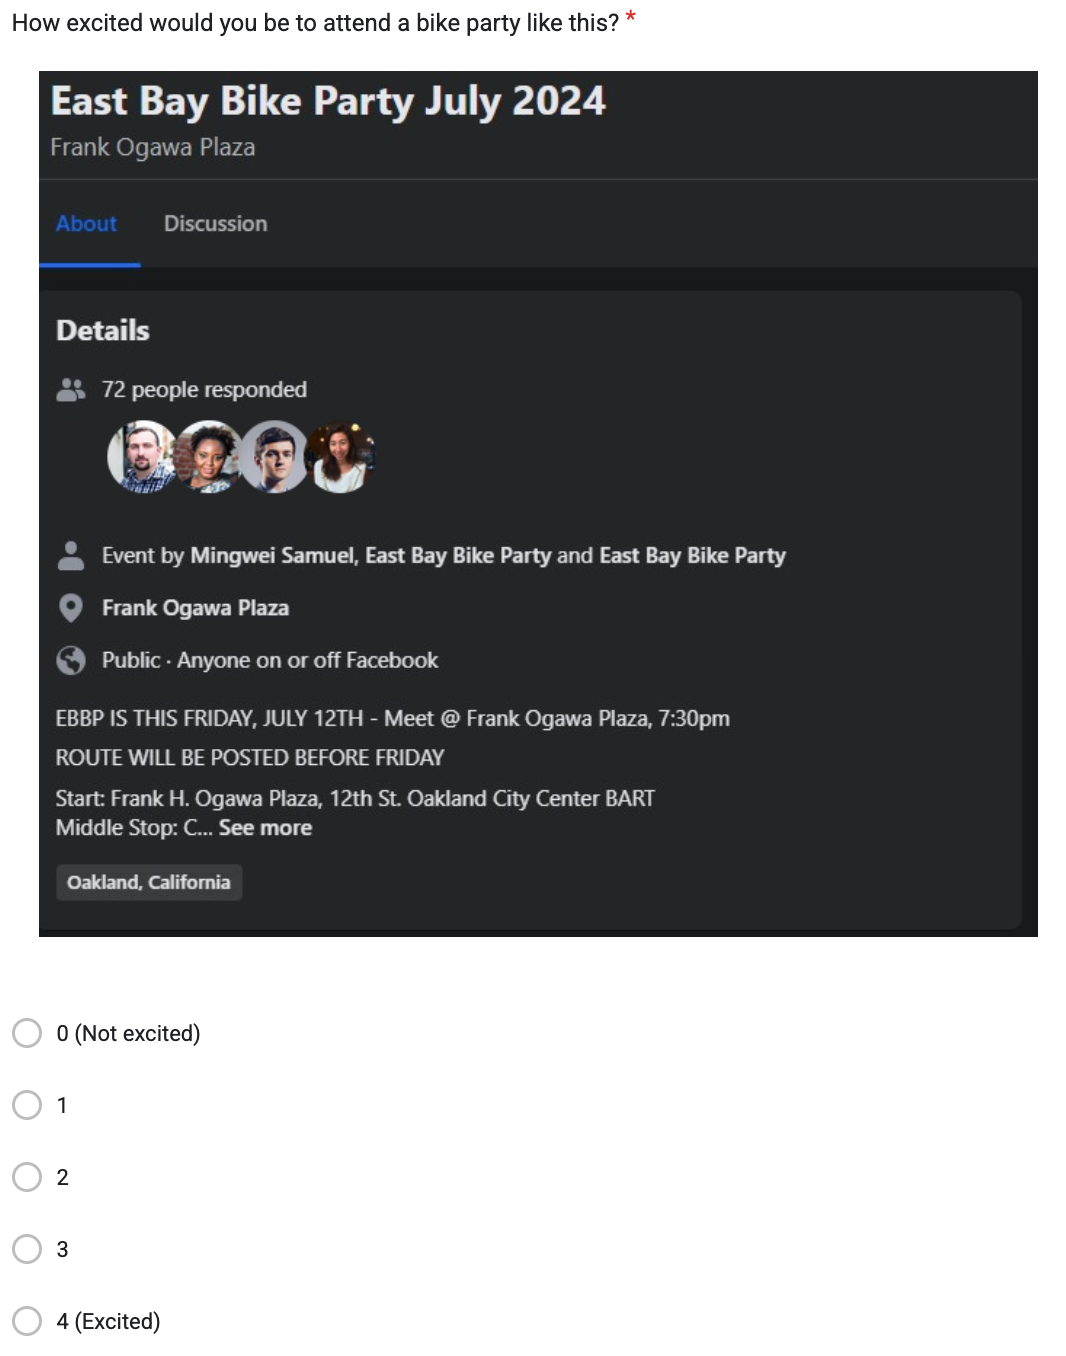 How excited would you be to attend a bike party like this? *
East Bay Bike Party July 2024
Frank Ogawa Plaza
About
Discussion
Details
72 people responded
Event by Mingwei Samuel, East Bay Bike Party and East Bay Bike Party
Frank Ogawa Plaza
Public · Anyone on or off Facebook
EBBP IS THIS FRIDAY, JULY 12TH - Meet @ Frank Ogawa Plaza, 7:30pm
ROUTE WILL BE POSTED BEFORE FRIDAY
Start: Frank H. Ogawa Plaza, 12th St. Oakland City Center BART
Middle Stop: C... See more
Oakland, California
0 (Not excited)
1
2
3
4 (Excited)